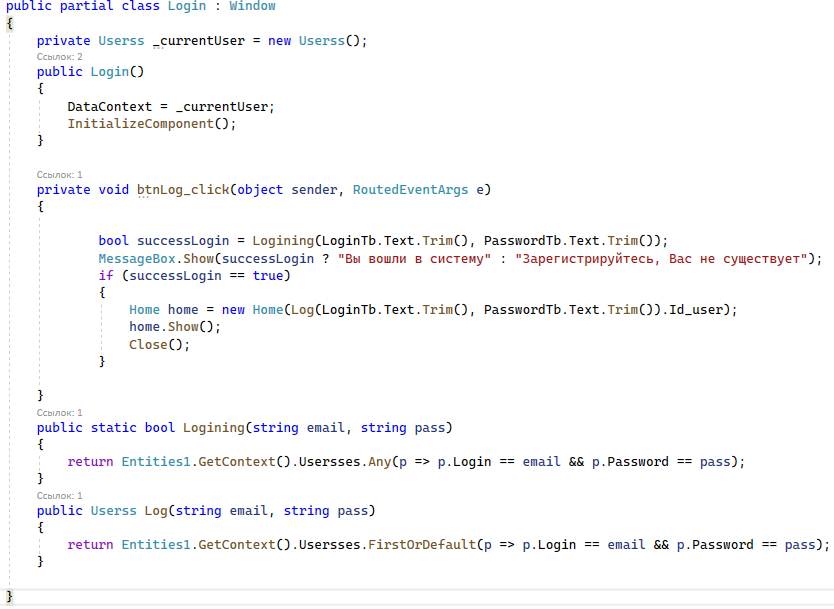 public partial class Login : Window
{
private Userss _currentUser = new Userss();
Ссылок: 2
public Login()
{
DataContext = _currentUser;
InitializeComponent();
}
Ссылок: 1
private void btnLog_click(object sender, RoutedEventArgs e)
{
bool successLogin = Logining(LoginTb.Text.Trim(), PasswordTb.Text.Trim());
MessageBox.Show(successLogin ? "Вы вошли в систему" : "Зарегистрируйтесь, Вас не существует");
if (successLogin == true)
{
Home home = new Home(Log(LoginTb.Text.Trim(), PasswordTb.Text.Trim()).Id_user);
home.Show();
Close();
}
}
Ссылок: 1
public static bool Logining(string email, string pass)
{
return Entities1.GetContext().Usersses.Any(p => p.Login == email && p.Password == pass);
}
Ссылок: 1
public Userss Log(string email, string pass)
{
return Entities1.GetContext().Usersses.FirstOrDefault(p => p.Login == email && p.Password == pass);
}
}